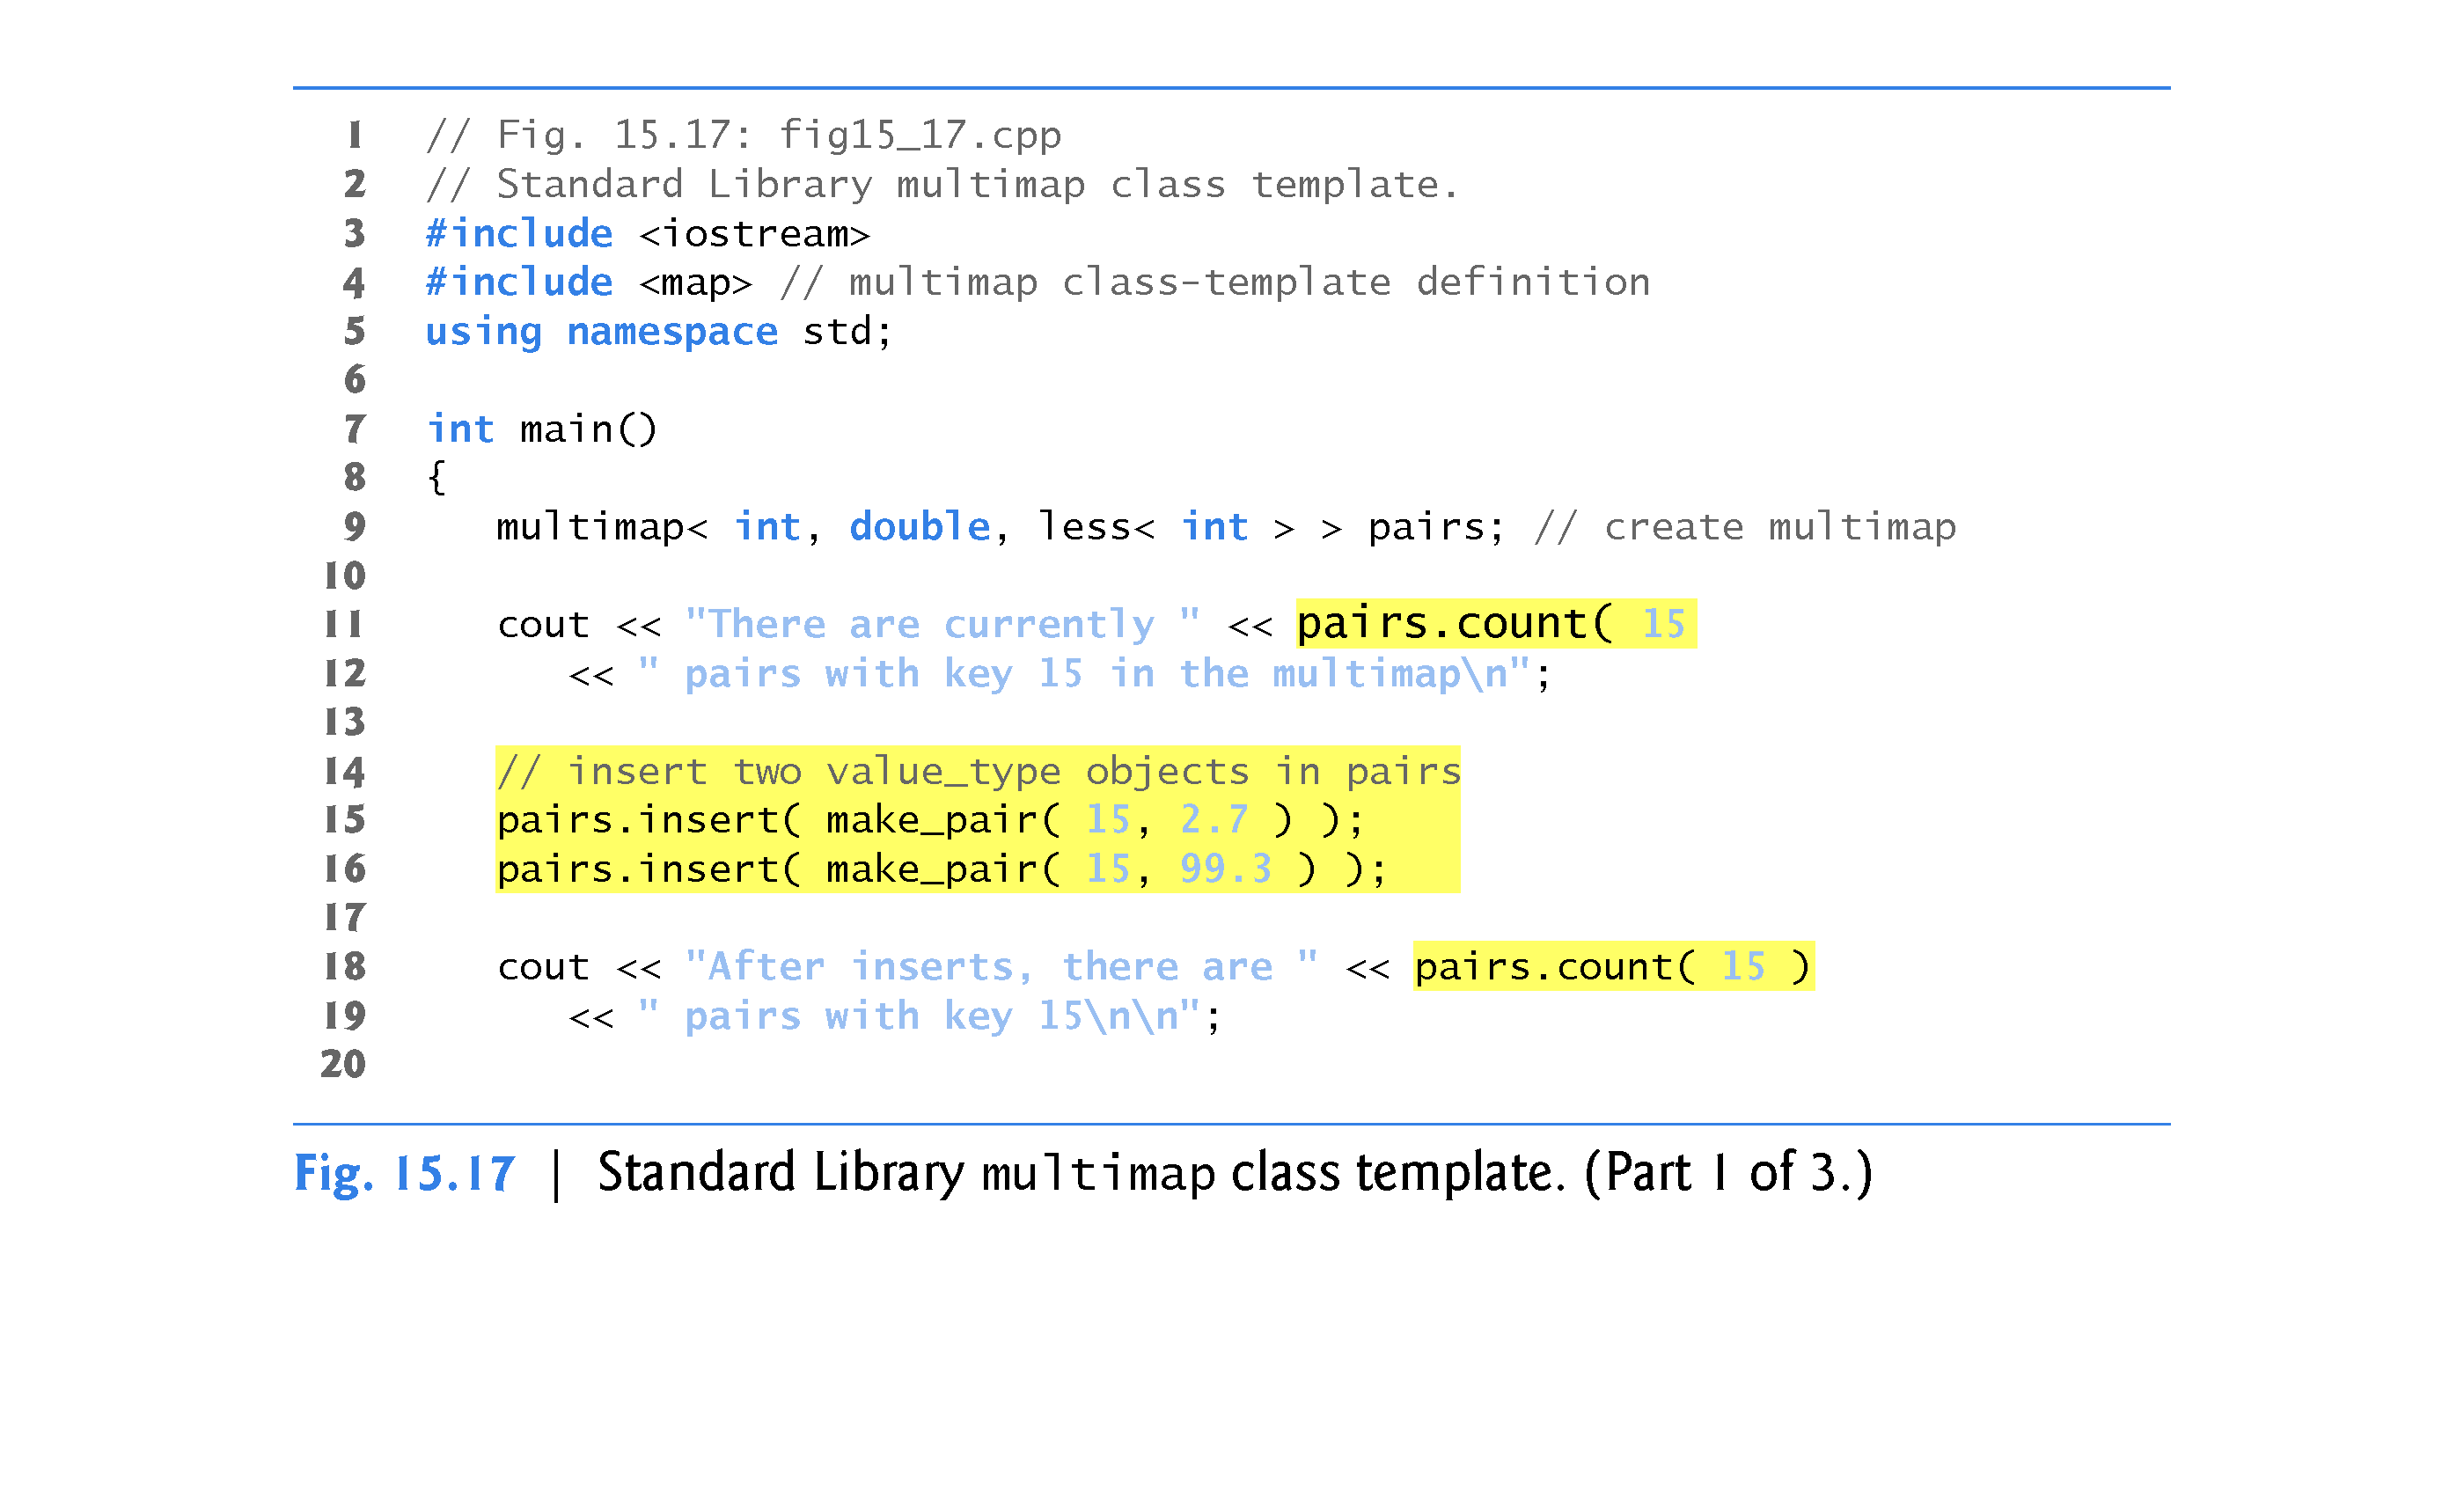 1 // Fig. 15.17: fig15_17.cpp
2 // Standard Library multimap class template.
3 #include <iostream>
4 #include <map> // multimap class-template definition
5 using namespace std;
6
7 int main()
8 {
9 multimap< int, double, less< int > > pairs; // create multimap
10
11 cout << "There are currently " << pairs.count( 15
12 << " pairs with key 15 in the multimap\n";
13
14 // insert two value_type objects in pairs
15 pairs.insert( make_pair( 15, 2.7 ) );
16 pairs.insert( make_pair( 15, 99.3 ) );
17
18 cout << "After inserts, there are " << pairs.count( 15 )
19 << " pairs with key 15\n\n";
20
Fig. 15.17 | Standard Library multimap class template. (Part 1 of 3.)